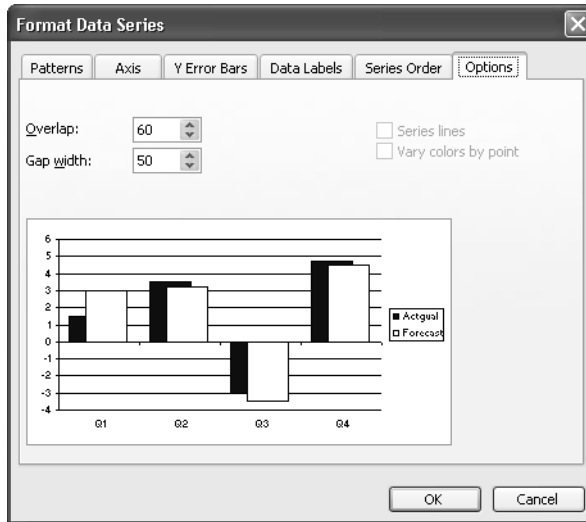 Format Data Series
Patterns Axis Y Error Bars Data Labels Series Order Options
Overlap: 60 Series lines
Gap width: 50 Vary colors by point
6
5
4
3
2
1
0
-1
-2
-3
-4
Actgual
Forecast
Q1 Q2 Q3 Q4
OK Cancel